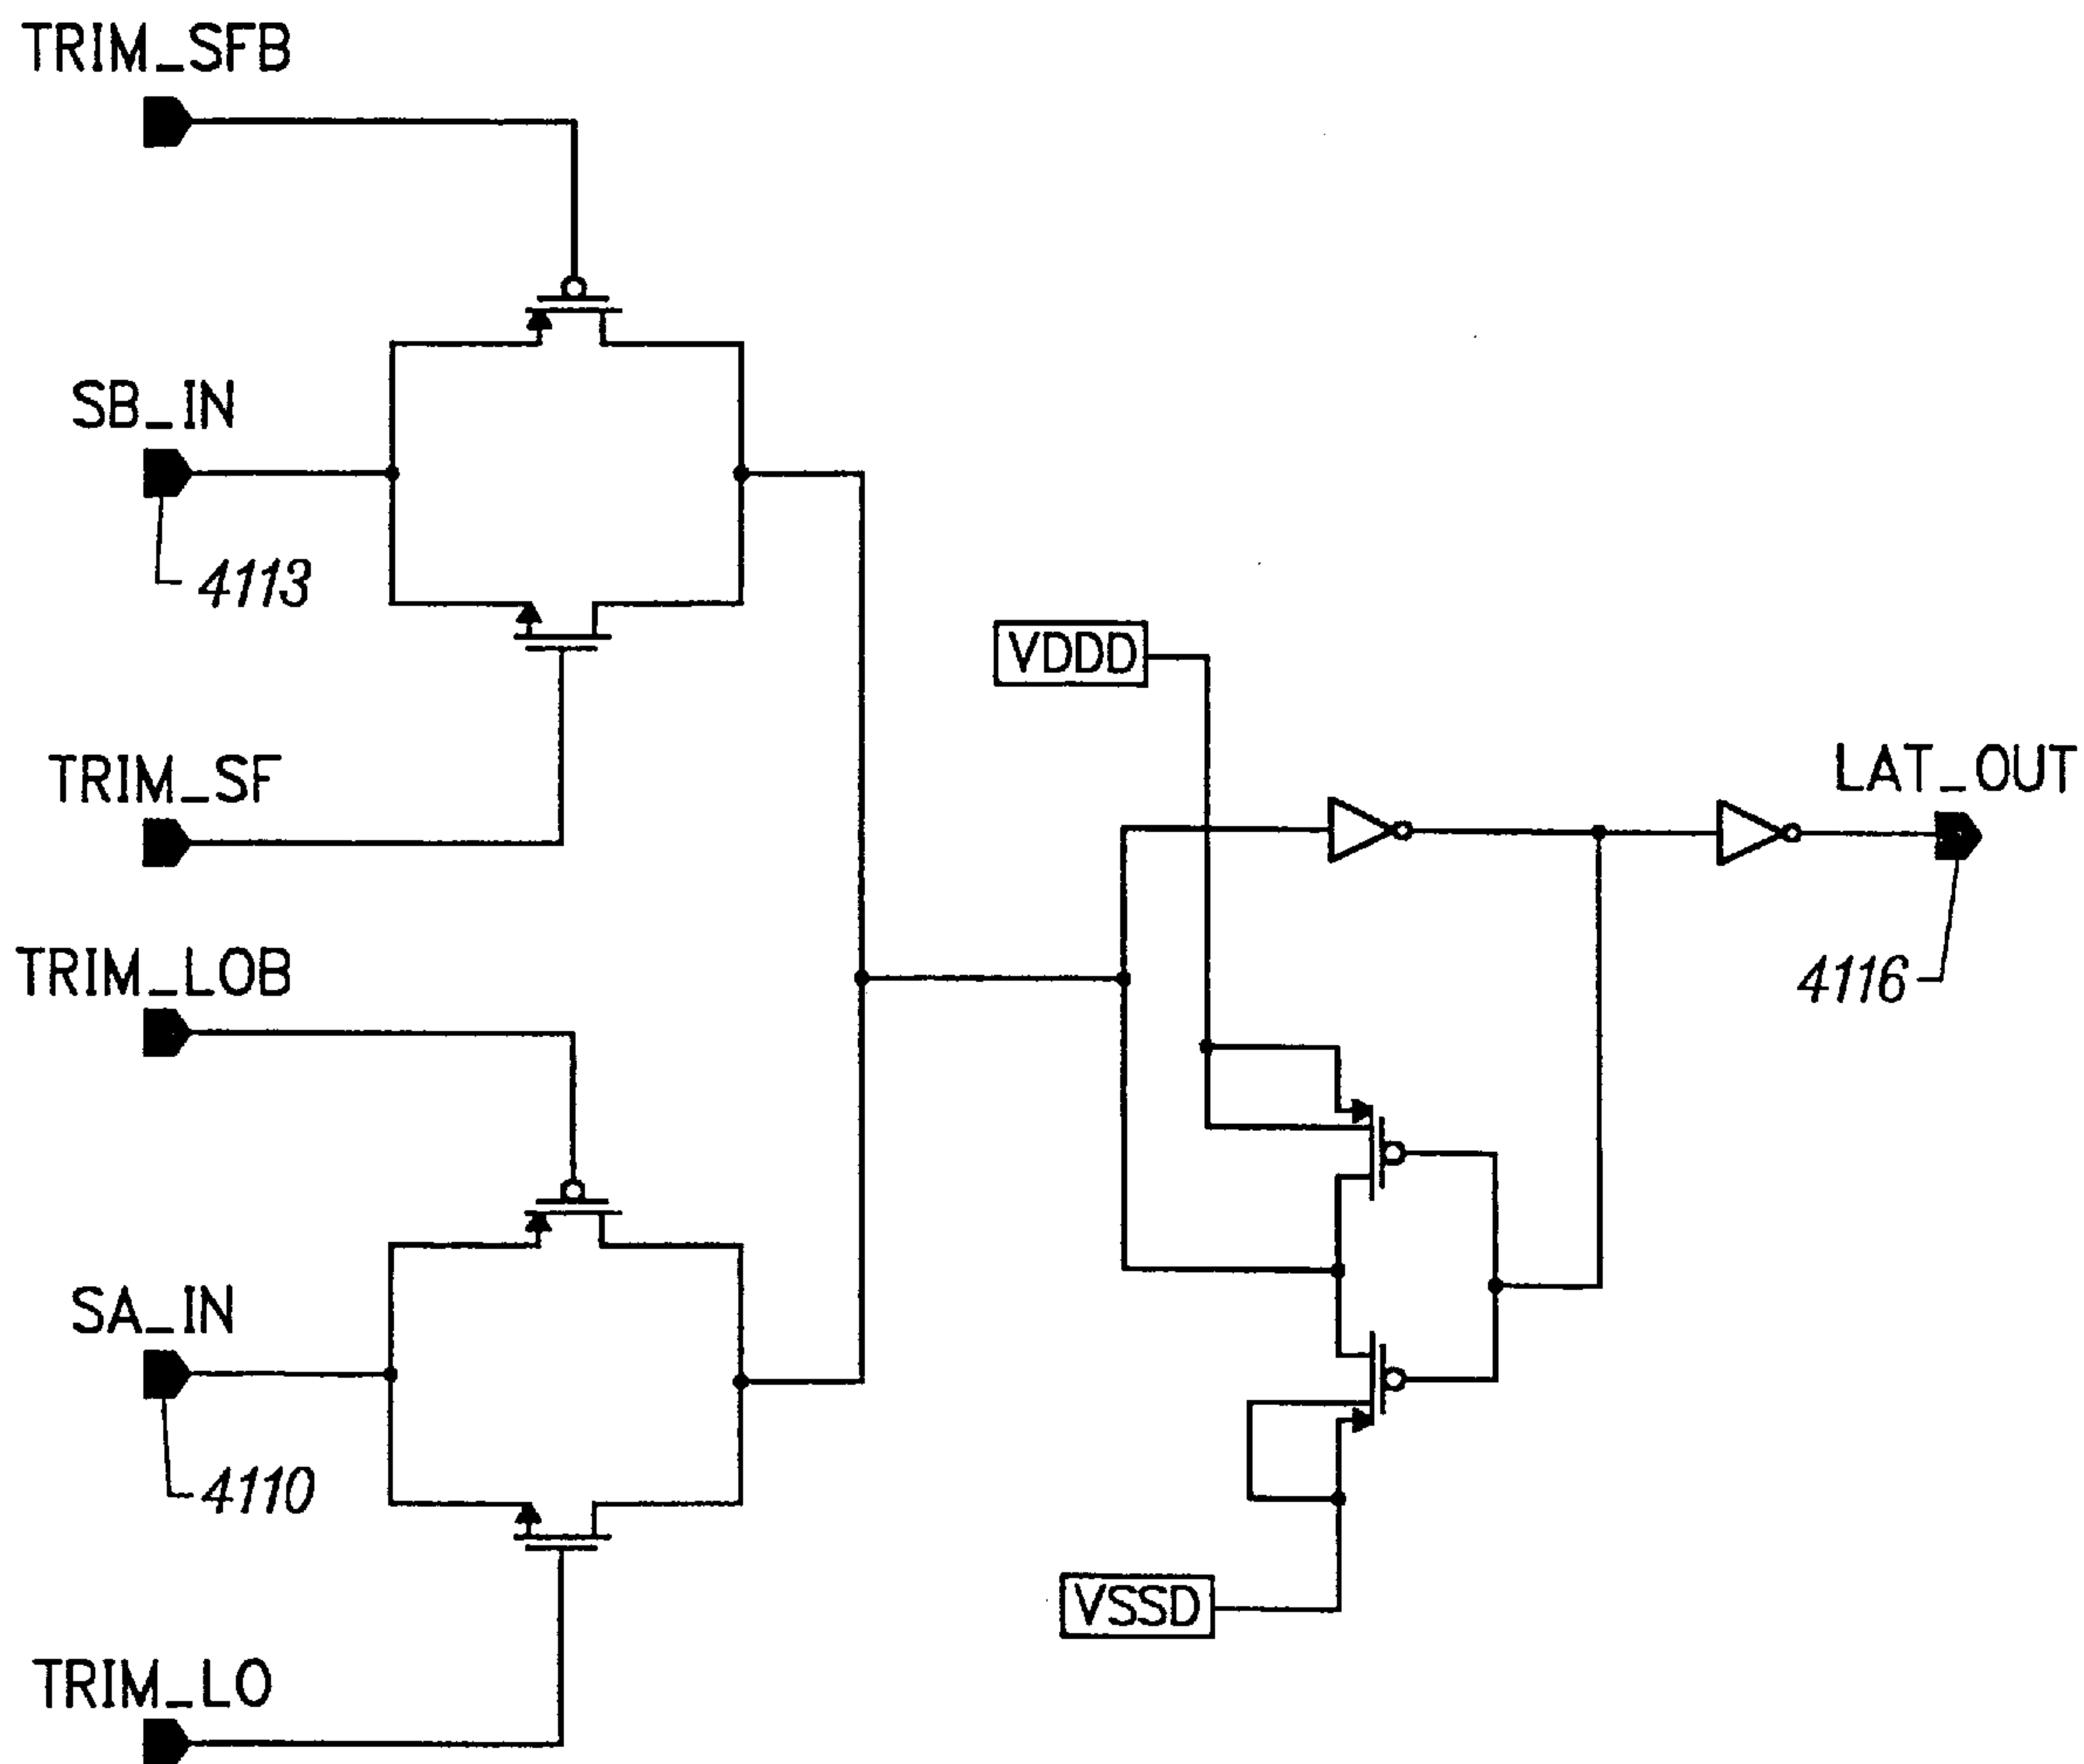 TRIM_SFB
SB_IN
4113
TRIM_SF
VDDD
LAT_OUT
4116
TRIM_LOB
SA_IN
4110
VSSD
TRIM_LO